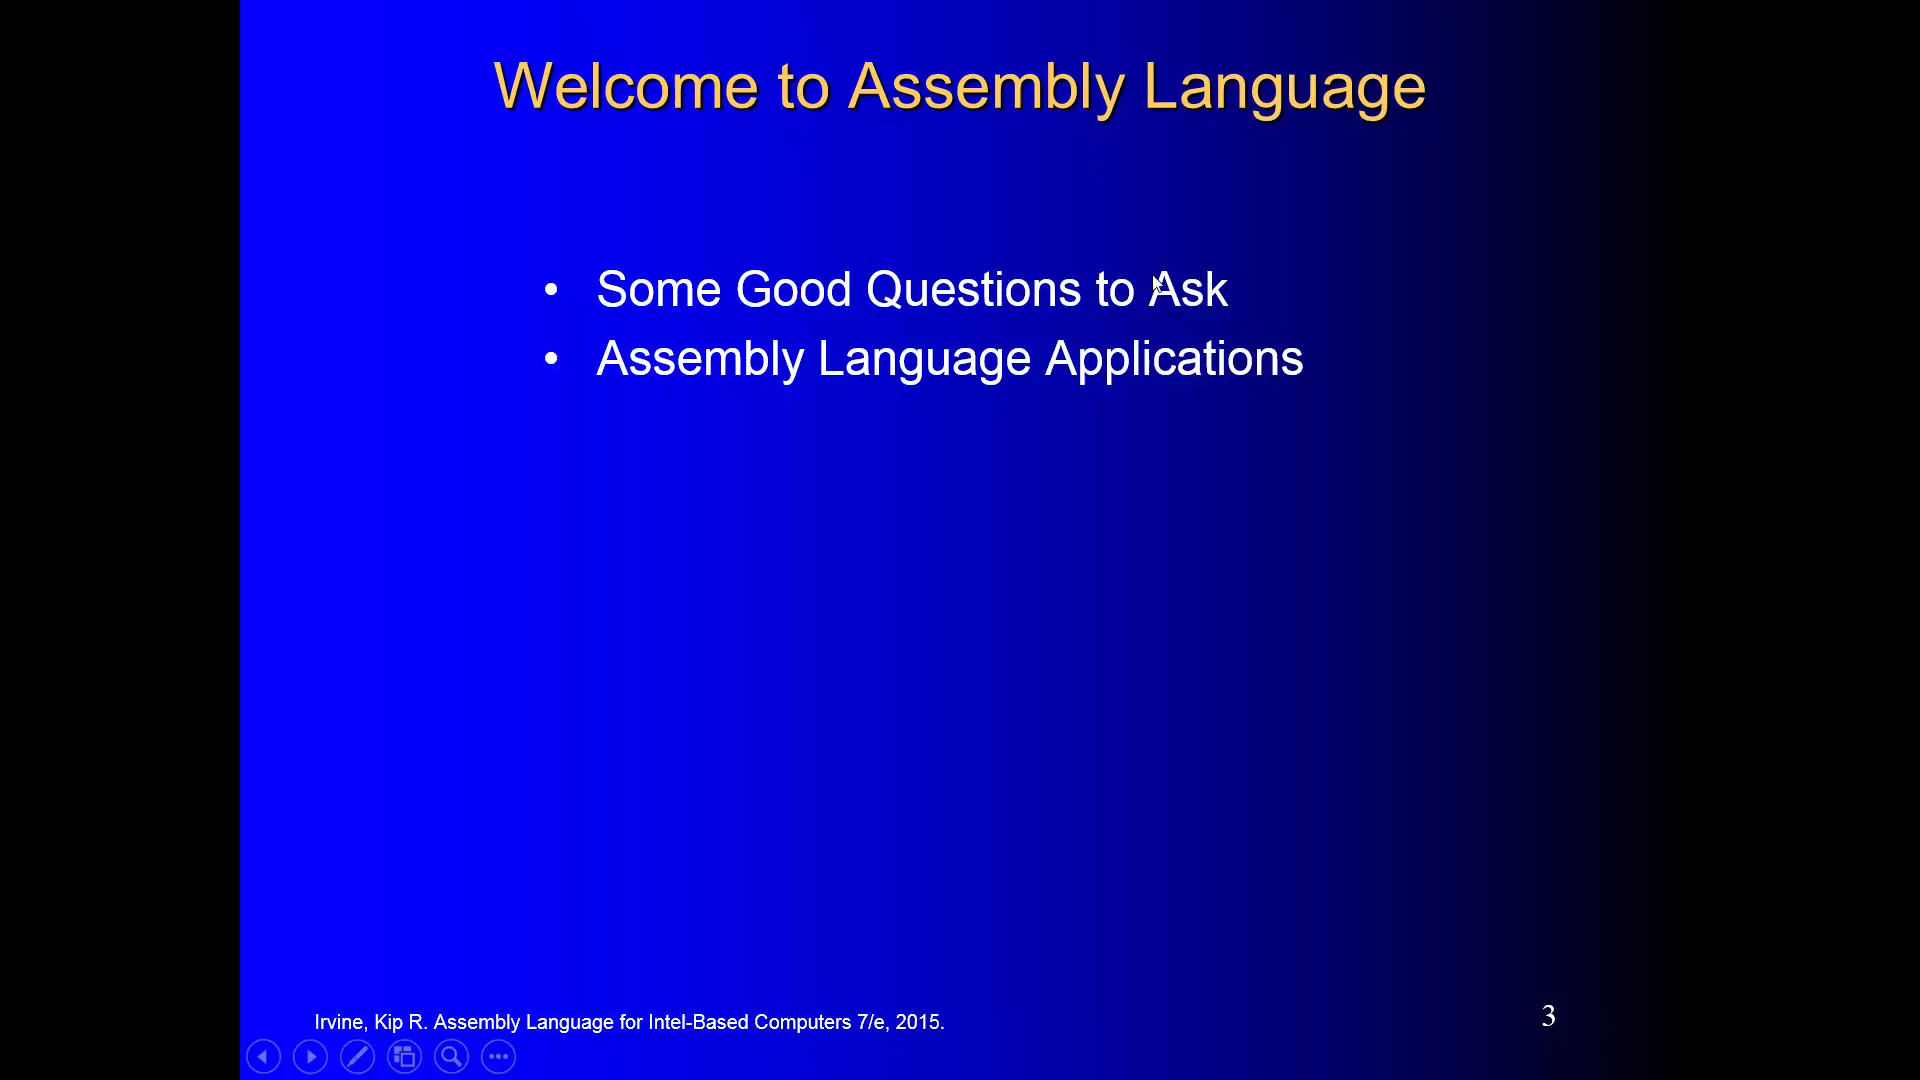 Welcome to Assembly Language
• Some Good Questions to Ask
• Assembly Language Applications
Irvine, Kip R. Assembly Language for Intel-Based Computers 7/e, 2015.
3